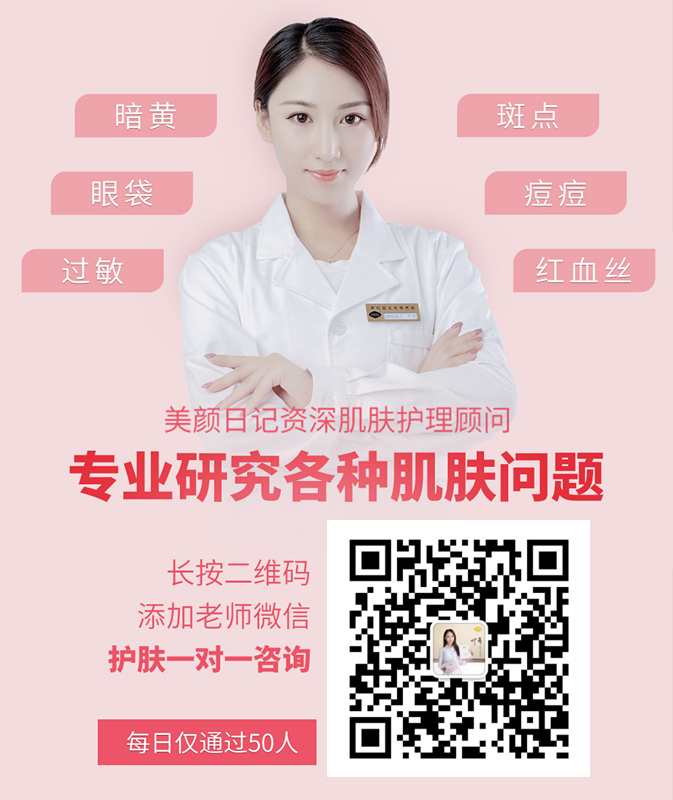 暗黄
斑点
眼袋
痘痘
过敏
红血丝
美颜日记资深肌肤护理顾问
专业研究各种肌肤问题
长按二维码
添加老师微信
护肤一对一咨询
每日仅通过50人